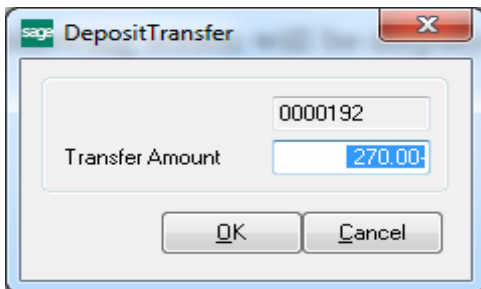 sage DepositTransfer
0000192
Transfer Amount 270.00-
OK Cancel